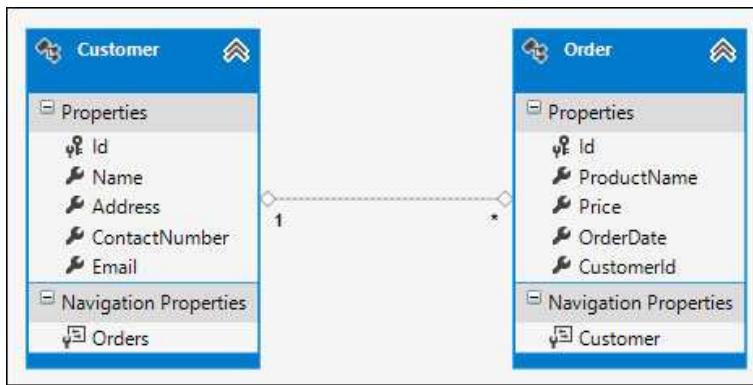 Customer
Properties
Id
Name
Address
ContactNumber
Email
Navigation Properties
Orders
1
*
Order
Properties
Id
ProductName
Price
OrderDate
CustomerId
Navigation Properties
Customer